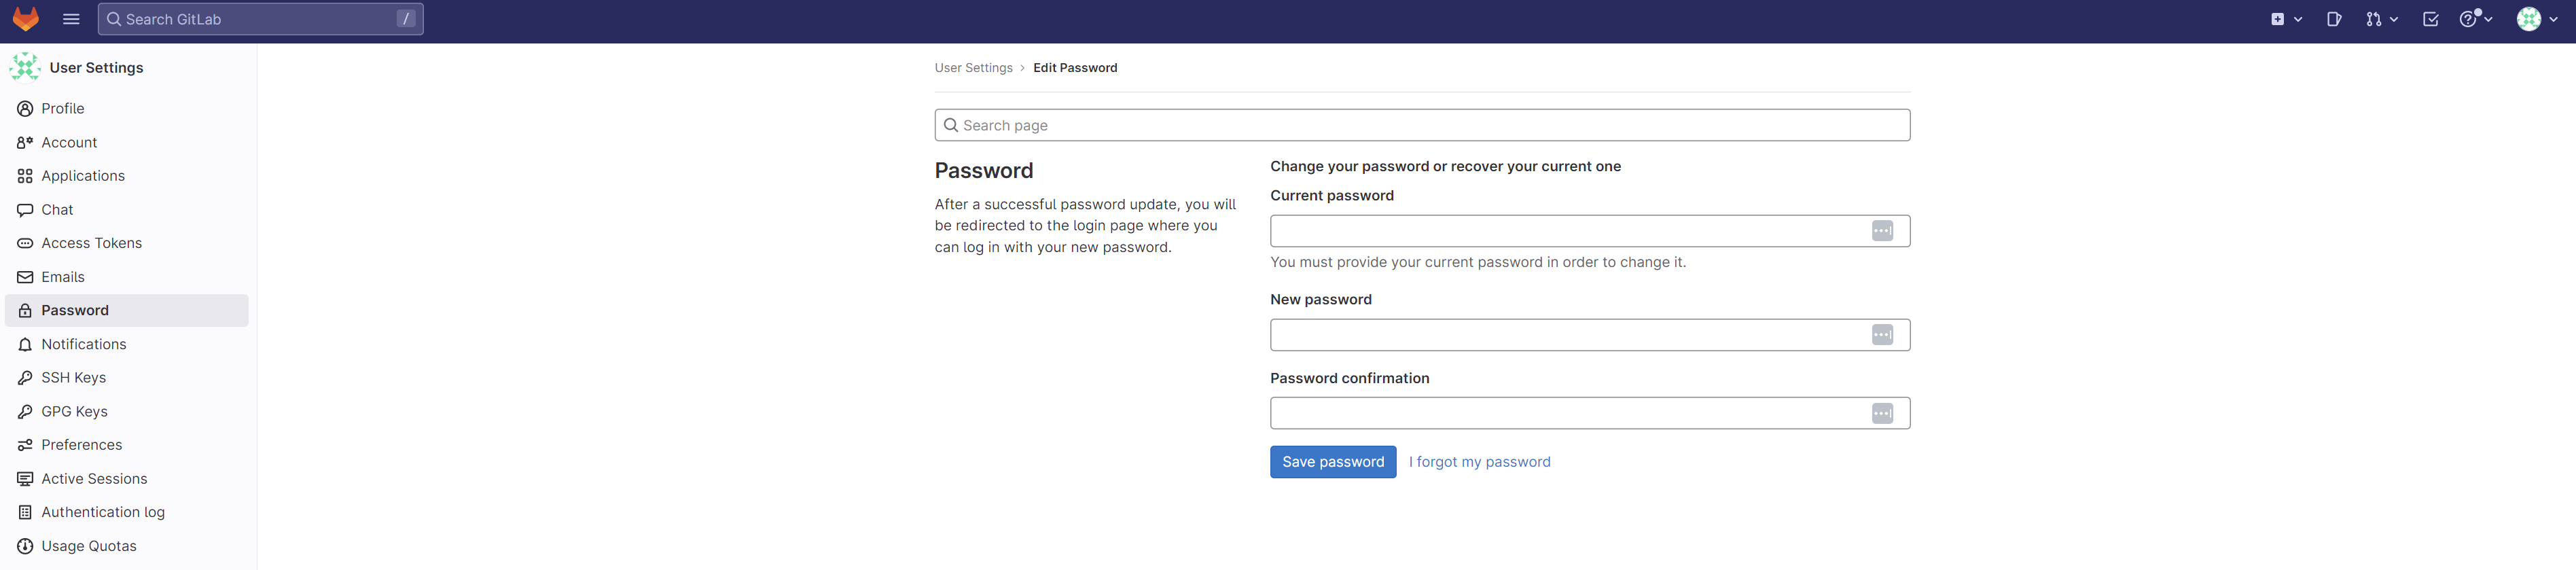 Search GitLab /
User Settings
Profile
Account
Applications
Chat
Access Tokens
Emails
Password
Notifications
SSH Keys
GPG Keys
Preferences
Active Sessions
Authentication log
Usage Quotas
User Settings › Edit Password
Search page
Password
After a successful password update, you will
be redirected to the login page where you
can log in with your new password.
Change your password or recover your current one
Current password
You must provide your current password in order to change it.
New password
Password confirmation
Save password I forgot my password